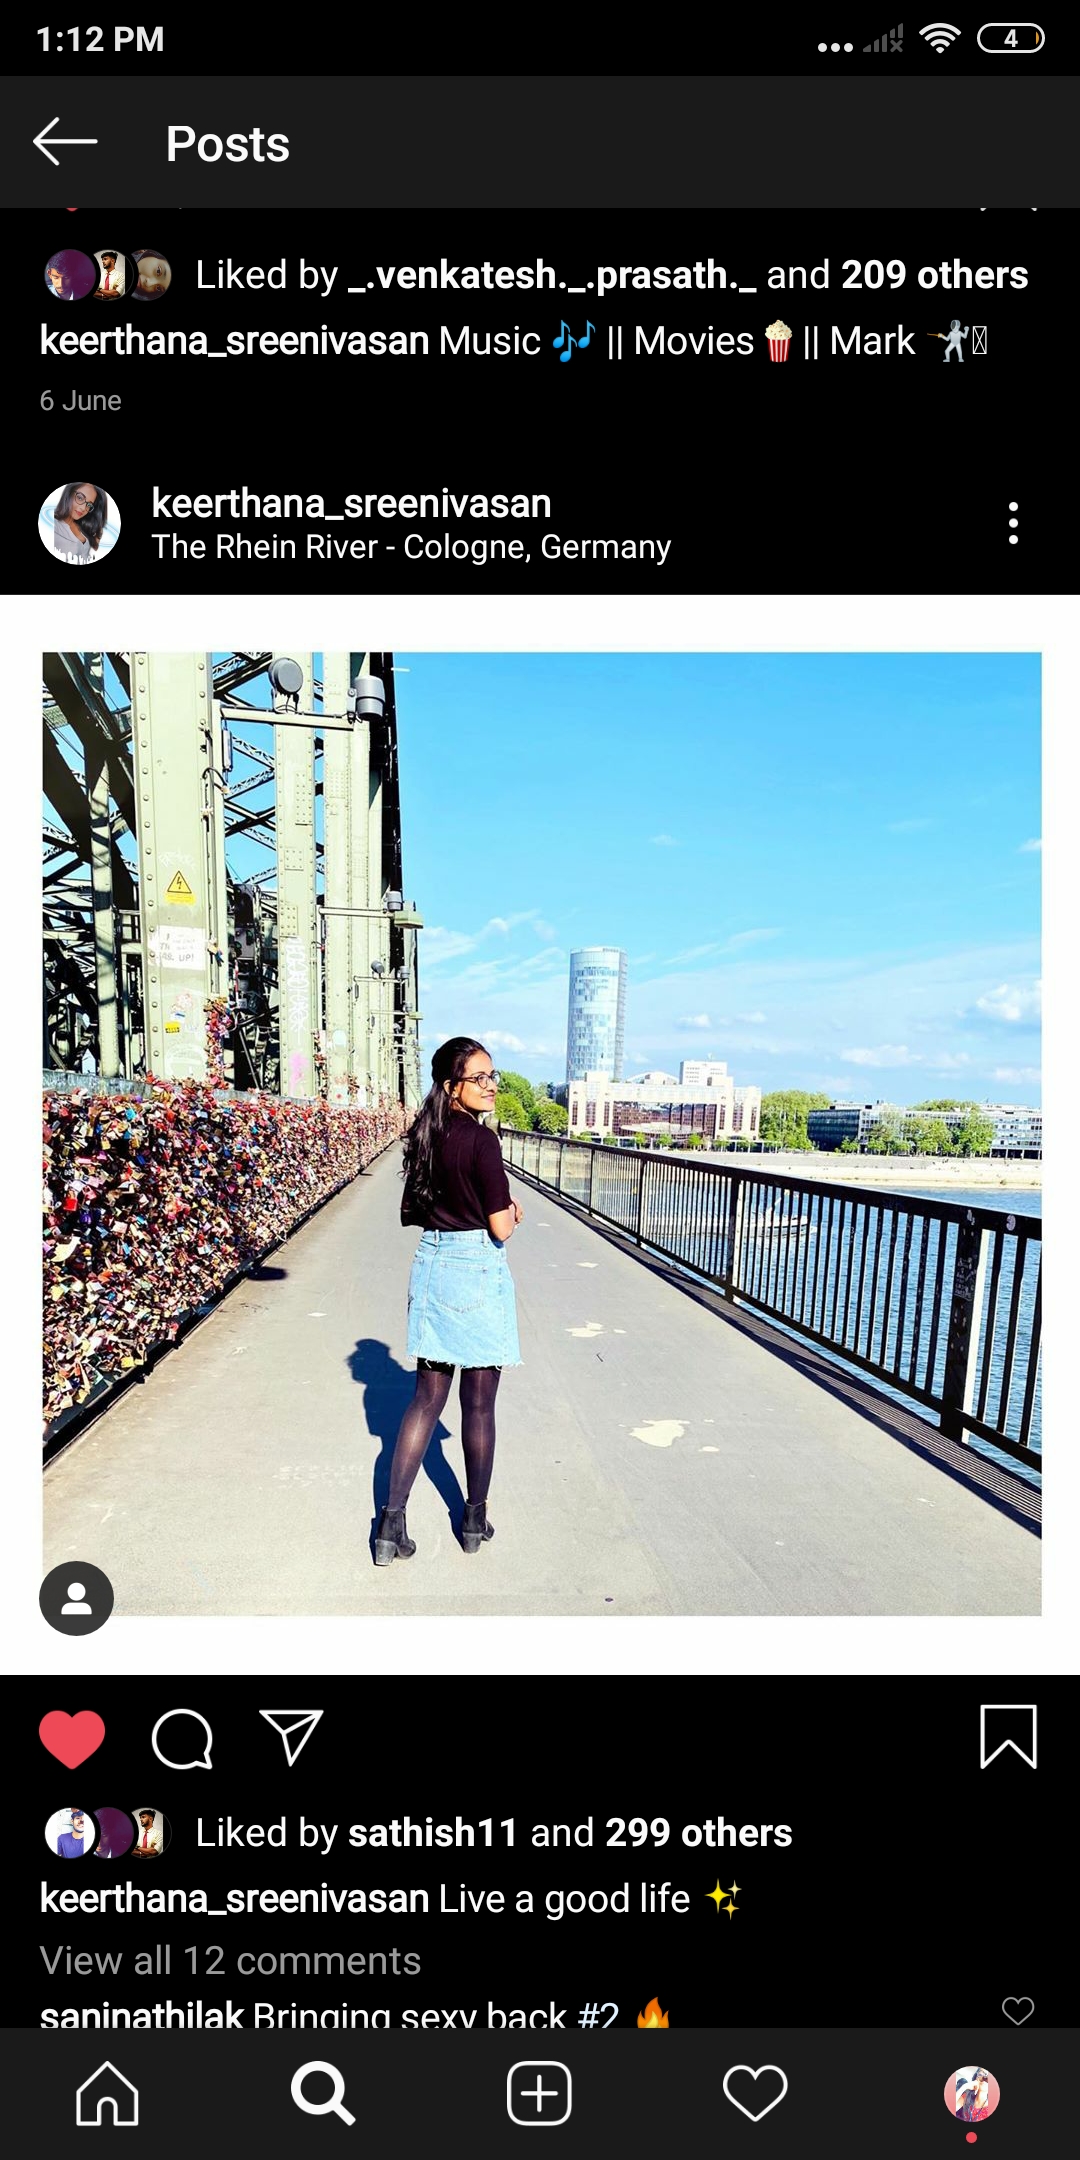 1:12 PM
4
Posts
Liked by _.venkatesh._.prasath._ and 209 others
keerthana_sreenivasan Music 🎶 || Movies 🍿 || Mark 🤺
6 June
keerthana_sreenivasan
The Rhein River - Cologne, Germany
Liked by sathish11 and 299 others
keerthana_sreenivasan Live a good life ✨
View all 12 comments
saninathilak Bringing sexy back #2 🔥